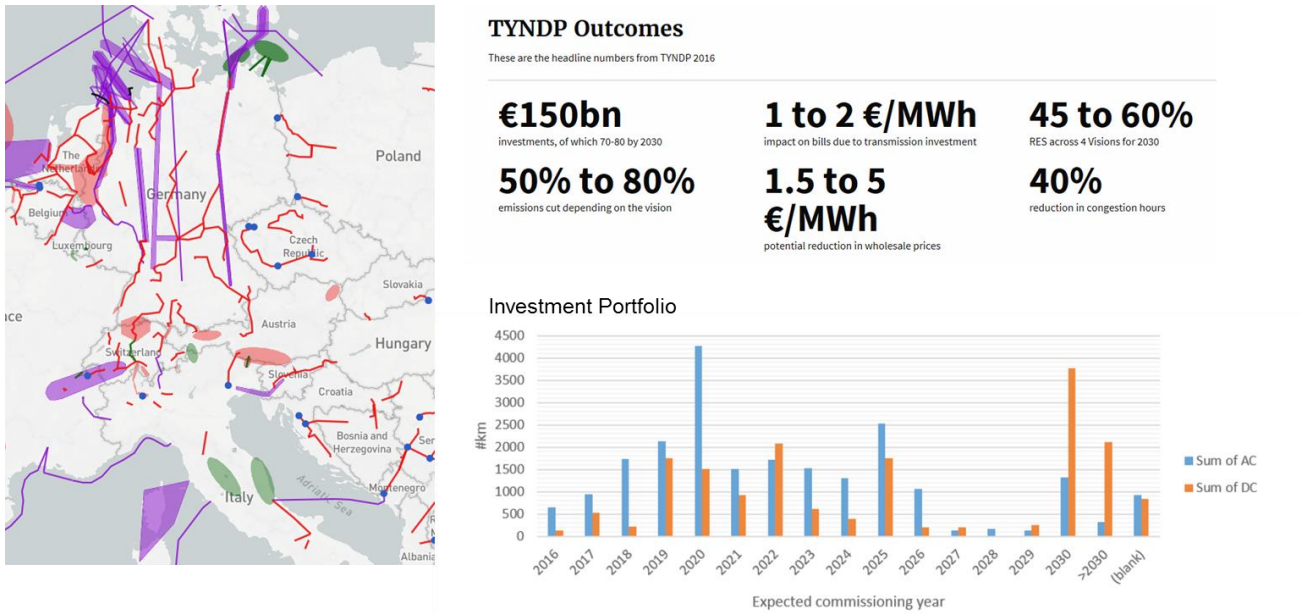 The
Netherlands
Belgium
Luxembourg
Germany
Poland
Czech
Republic
Slovakia
Austria
Hungary
Switzerland
Slovenia
Croatia
Bosnia and
Herzegovina
Ser
Montenegro
Italy
Adriatic Sea
Albania
ce
R
TYNDP Outcomes
These are the headline numbers from TYNDP 2016
€150bn
investments, of which 70-80 by 2030
1 to 2 €/MWh
impact on bills due to transmission investment
45 to 60%
RES across 4 Visions for 2030
50% to 80%
emissions cut depending on the vision
1.5 to 5
€/MWh
potential reduction in wholesale prices
40%
reduction in congestion hours
Investment Portfolio
#km
4500
4000
3500
3000
2500
2000
1500
1000
500
0
2016 2017 2018 2019 2020 2021 2022 2023 2024 2025 2026 2027 2028 2029 2030 >2030 (blank)
Expected commissioning year
Sum of AC
Sum of DC